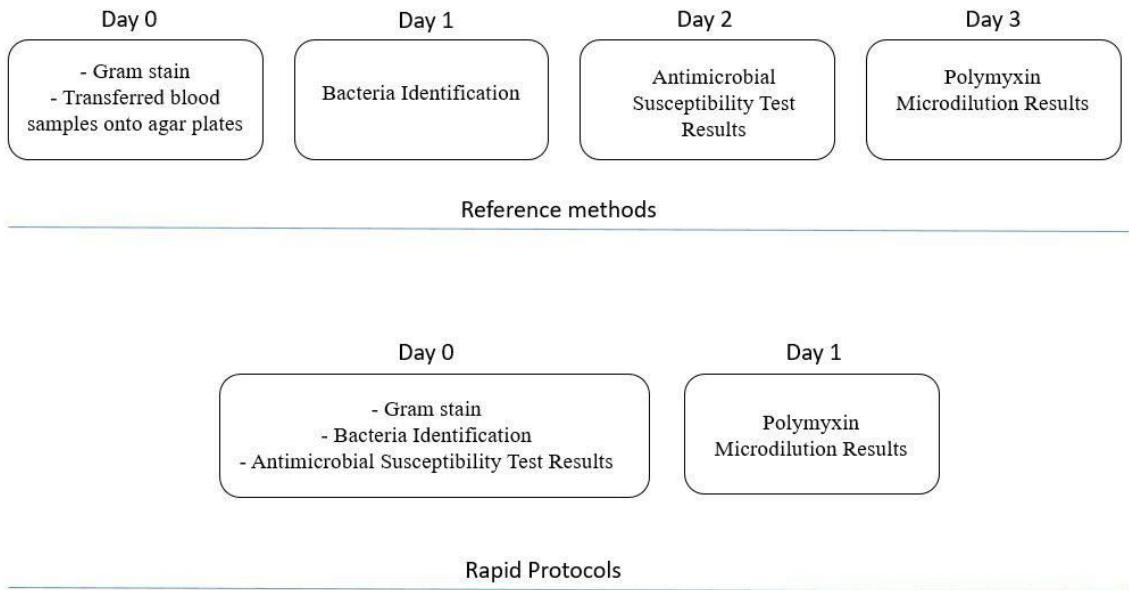 Day 0
Day 1
Day 2
Day 3
- Gram stain
- Transferred blood
samples onto agar plates
Bacteria Identification
Antimicrobial
Susceptibility Test
Results
Polymyxin
Microdilution Results
Reference methods
Day 0
Day 1
- Gram stain
- Bacteria Identification
- Antimicrobial Susceptibility Test Results
Polymyxin
Microdilution Results
Rapid Protocols